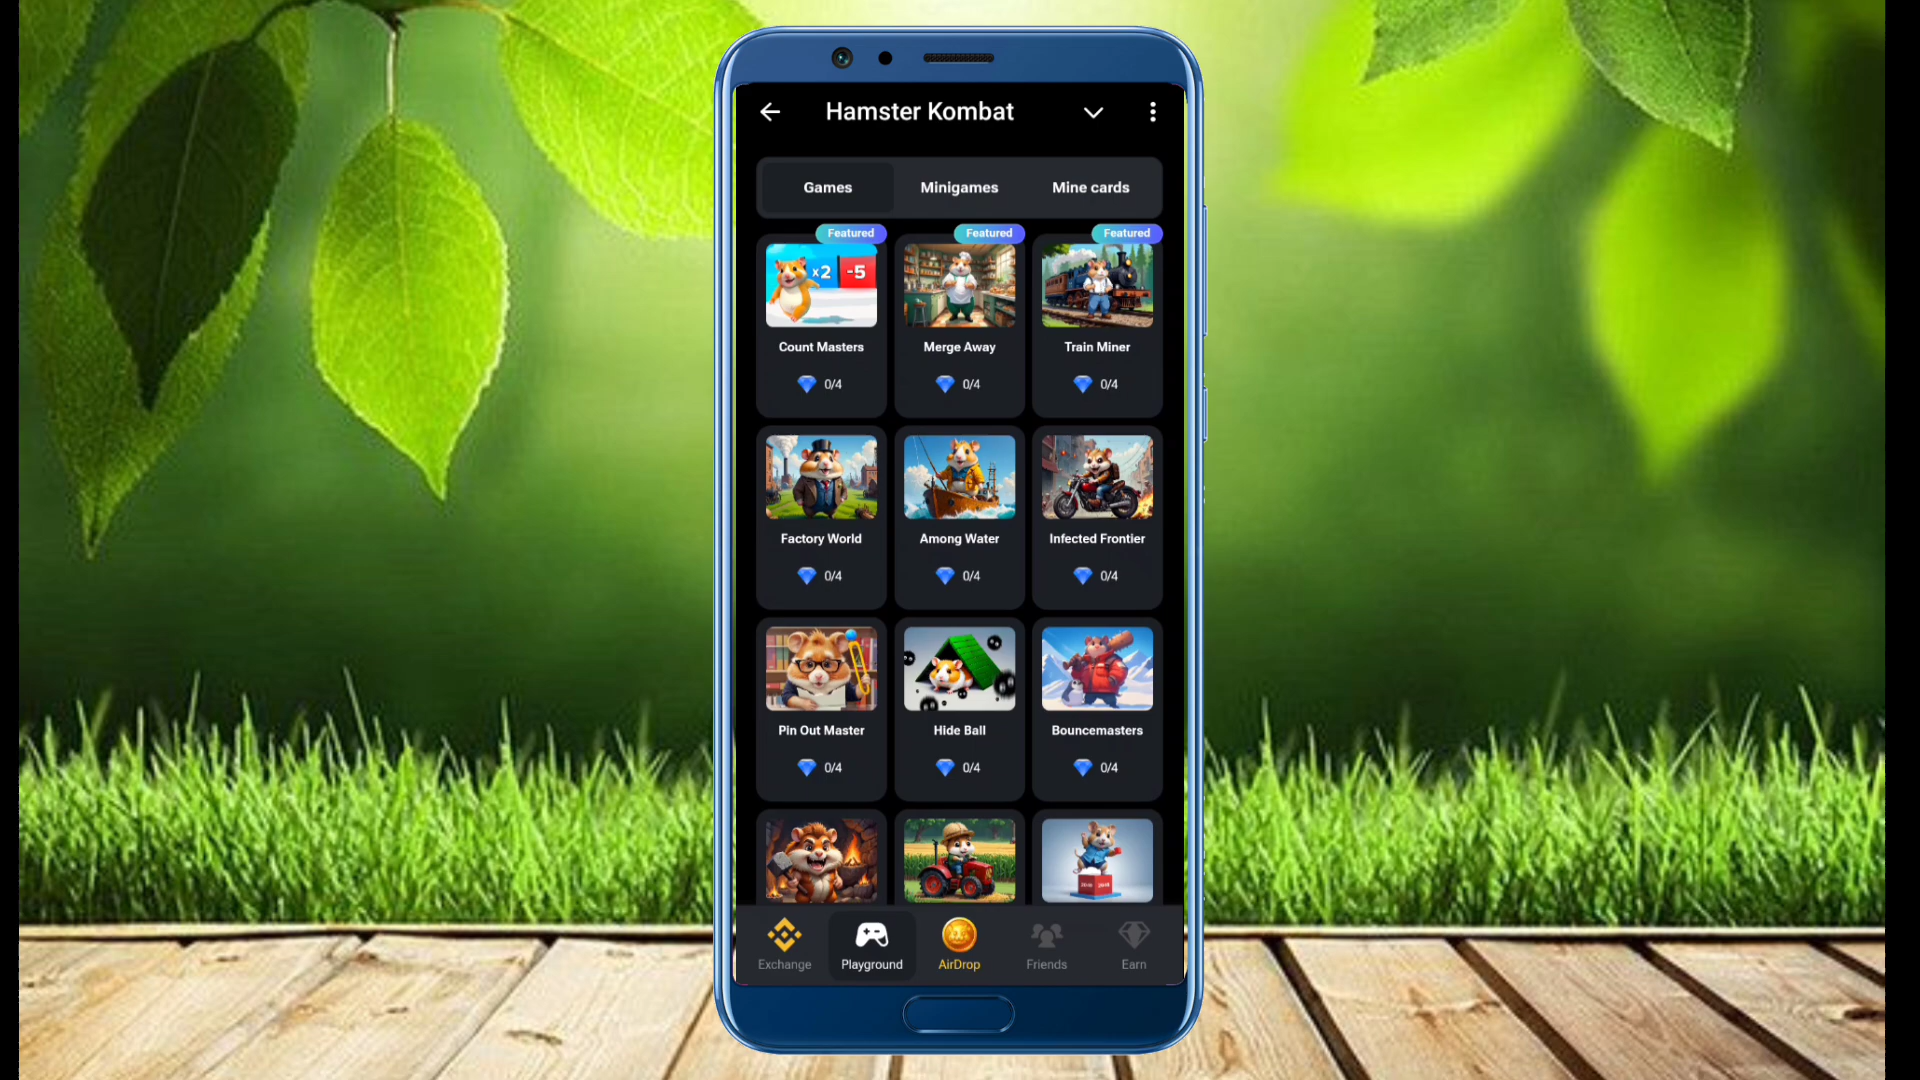 Hamster Kombat
Games Minigames Mine cards
Featured Featured Featured
x2 -5
Count Masters Merge Away Train Miner
0/4 0/4 0/4
Factory World Among Water Infected Frontier
0/4 0/4 0/4
Pin Out Master Hide Ball Bouncemasters
0/4 0/4 0/4
Exchange Playground AirDrop Friends Earn